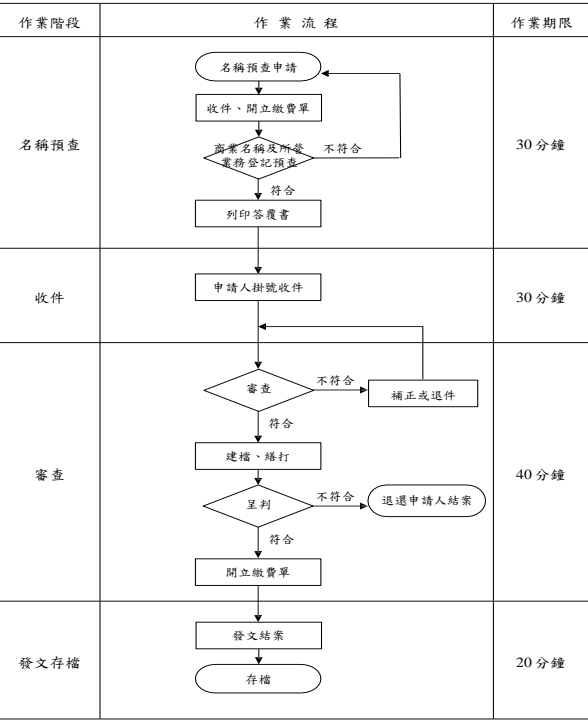 作業階段
作業流程
作業期限
名稱預查
名稱預查申請
收件、開立繳費單
商業名稱及所營
業務登記預查
不符合
符合
列印答覆書
30分鐘
收件
申請人掛號收件
30分鐘
審查
審查
不符合
補正或退件
符合
建檔、繕打
呈判
不符合
退還申請人結案
符合
開立繳費單
40分鐘
發文存檔
發文結案
存檔
20分鐘